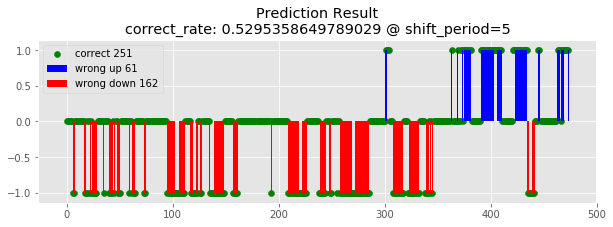 Prediction Result
correct_rate: 0.5295358649789029 @ shift_period=5
correct 251
wrong up 61
wrong down 162
1.0
0.5
0.0
−0.5
−1.0
0 100 200 300 400 500